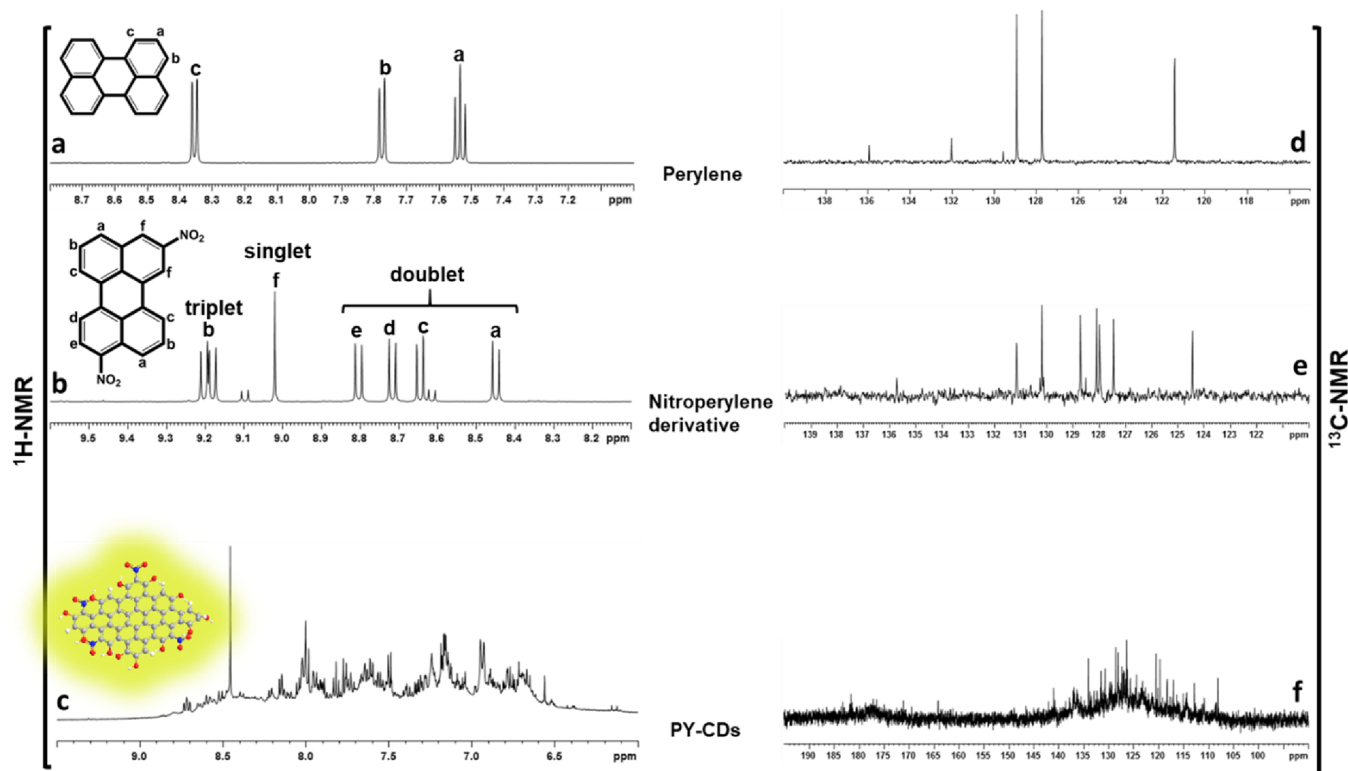 c a
b
c
b
a
a
d
8.7 8.6 8.5 8.4 8.3 8.2 8.1 8.0 7.9 7.8 7.7 7.6 7.5 7.4 7.3 7.2 ppm
Perylene
138 136 134 132 130 128 126 124 122 120 118 ppm
a f
NO₂
b
c f
d c
e b
a
NO₂
singlet
f
doublet
triplet
b
e d c a
b
e
9.5 9.4 9.3 9.2 9.1 9.0 8.9 8.8 8.7 8.6 8.5 8.4 8.3 8.2 ppm
Nitroperylene
derivative
139 138 137 136 135 134 133 132 131 130 129 128 127 126 125 124 123 122 ppm
¹H-NMR
¹³C-NMR
c
f
9.0 8.5 8.0 7.5 7.0 6.5 ppm
PY-CDs
190 185 180 175 170 165 160 155 150 145 140 135 130 125 120 115 110 105 100 ppm